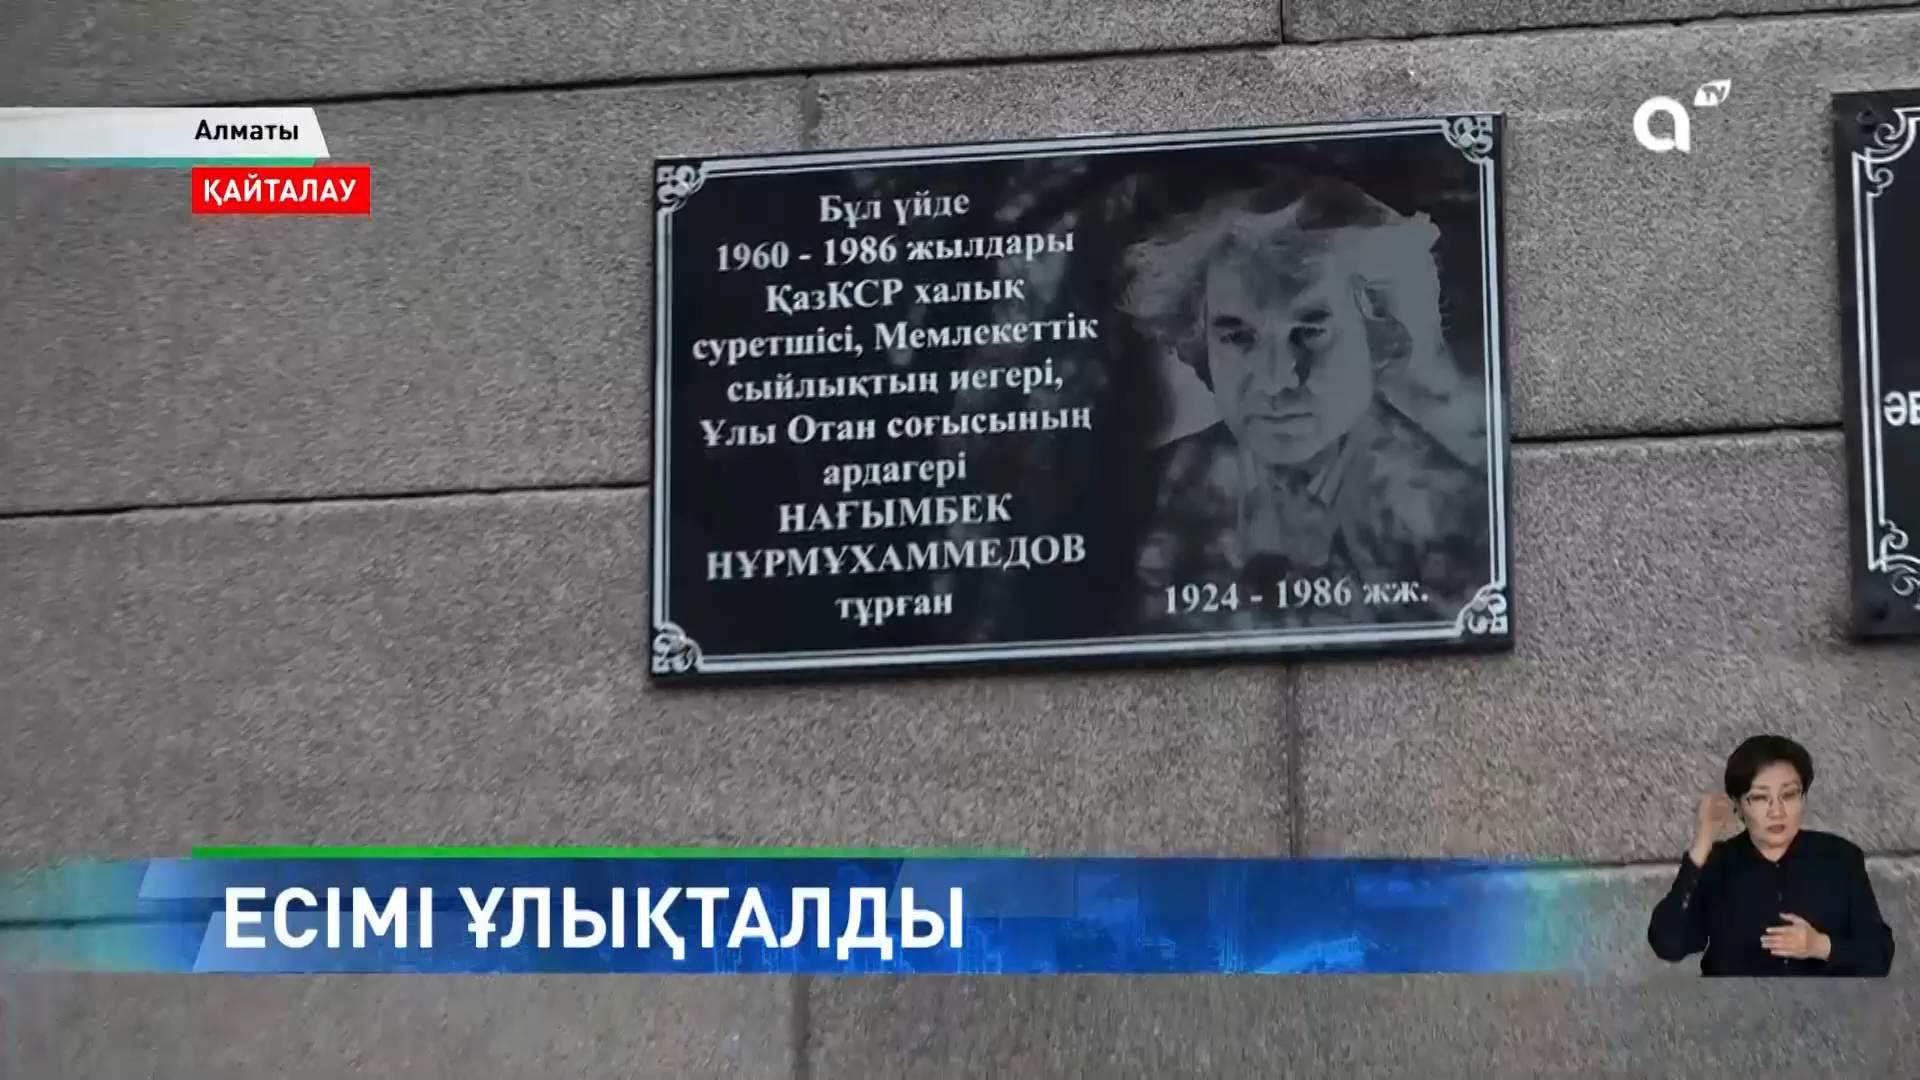 Алматы
ҚАЙТАЛАУ
a TV
Бұл үйде
1960 - 1986 жылдары
ҚазКСР халық
суретшісі, Мемлекеттік
сыйлықтың иегері,
Ұлы Отан соғысының
ардагері
НАҒЫМБЕК
НҰРМҰХАММЕДОВ
тұрған
1924 - 1986 жж.
ЕСІМІ ҰЛЫҚТАЛДЫ